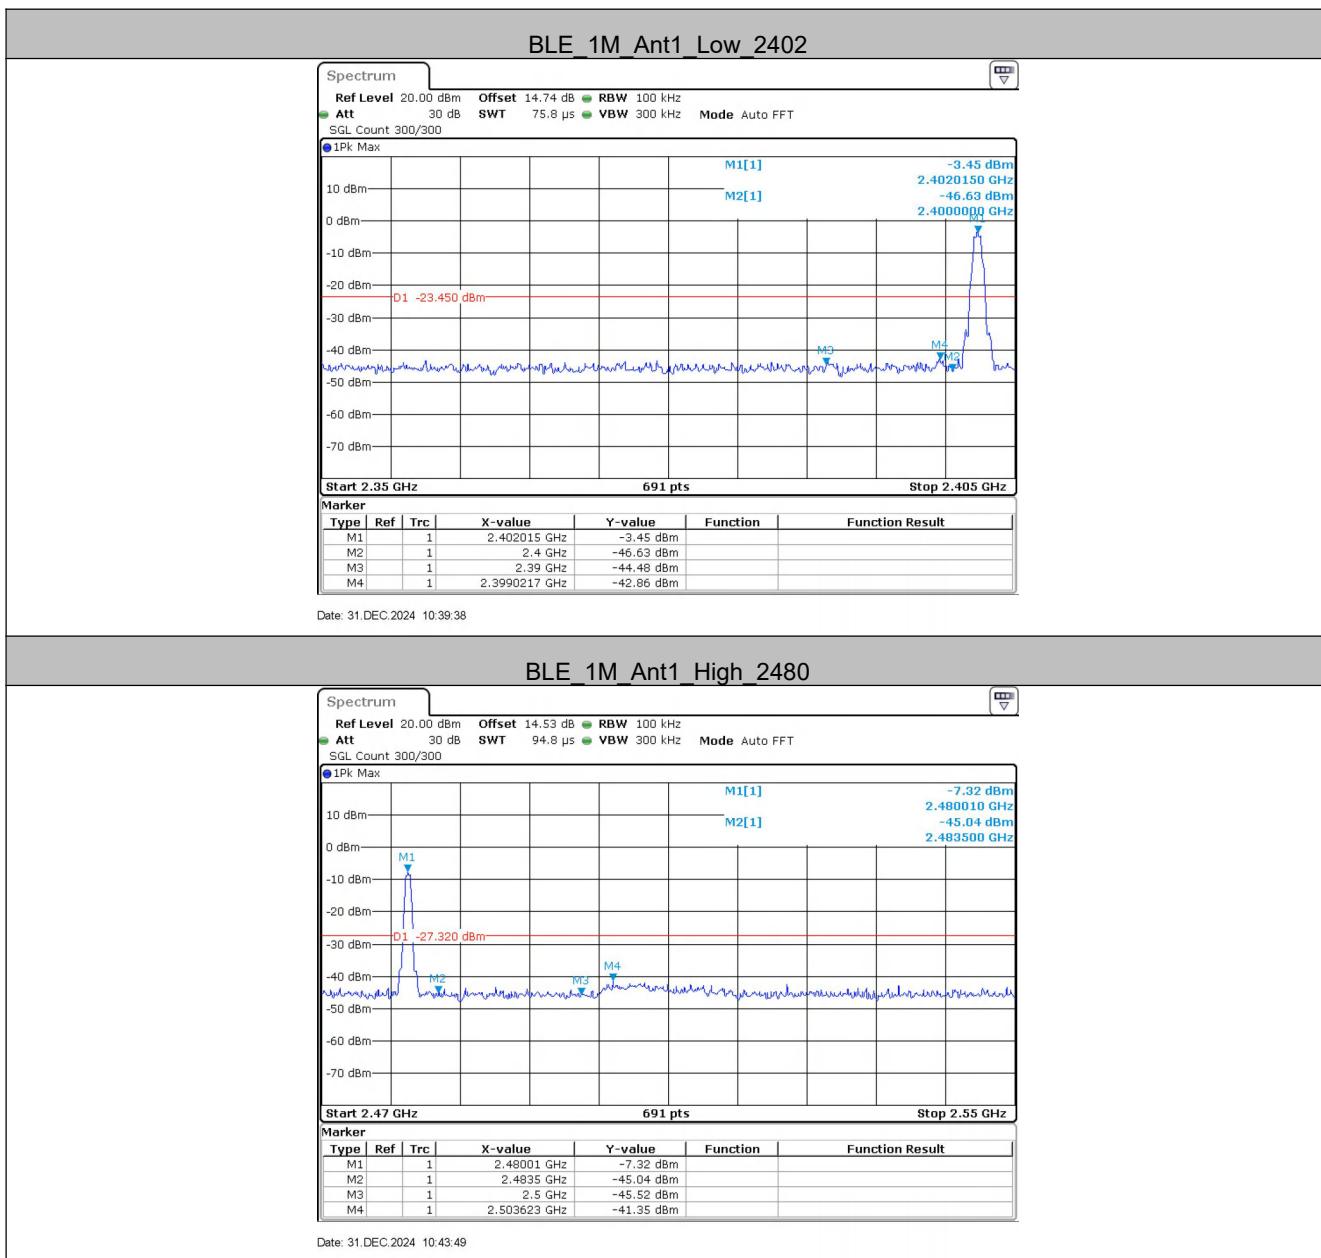 BLE_1M_Ant1_Low_2402
Spectrum
Ref Level 20.00 dBm Offset 14.74 dB RBW 100 kHz
Att 30 dB SWT 75.8 µs VBW 300 kHz Mode Auto FFT
SGL Count 300/300
1Pk Max
M1[1] -3.45 dBm
2.4020150 GHz
M2[1] -46.63 dBm
2.4000000 GHz
10 dBm
0 dBm
M1
-10 dBm
-20 dBm
D1 -23.450 dBm
-30 dBm
-40 dBm
M3
M4
M2
-50 dBm
-60 dBm
-70 dBm
Start 2.35 GHz 691 pts Stop 2.405 GHz
Marker
Type Ref Trc X-value Y-value Function Function Result
M1 1 2.402015 GHz -3.45 dBm
M2 1 2.4 GHz -46.63 dBm
M3 1 2.39 GHz -44.48 dBm
M4 1 2.3990217 GHz -42.86 dBm
Date: 31.DEC.2024 10:39:38
BLE_1M_Ant1_High_2480
Spectrum
Ref Level 20.00 dBm Offset 14.53 dB RBW 100 kHz
Att 30 dB SWT 94.8 µs VBW 300 kHz Mode Auto FFT
SGL Count 300/300
1Pk Max
M1[1] -7.32 dBm
2.480010 GHz
M2[1] -45.04 dBm
2.483500 GHz
10 dBm
0 dBm
M1
-10 dBm
-20 dBm
D1 -27.320 dBm
-30 dBm
M4
-40 dBm
M2
M3
-50 dBm
-60 dBm
-70 dBm
Start 2.47 GHz 691 pts Stop 2.55 GHz
Marker
Type Ref Trc X-value Y-value Function Function Result
M1 1 2.48001 GHz -7.32 dBm
M2 1 2.4835 GHz -45.04 dBm
M3 1 2.5 GHz -45.52 dBm
M4 1 2.503623 GHz -41.35 dBm
Date: 31.DEC.2024 10:43:49